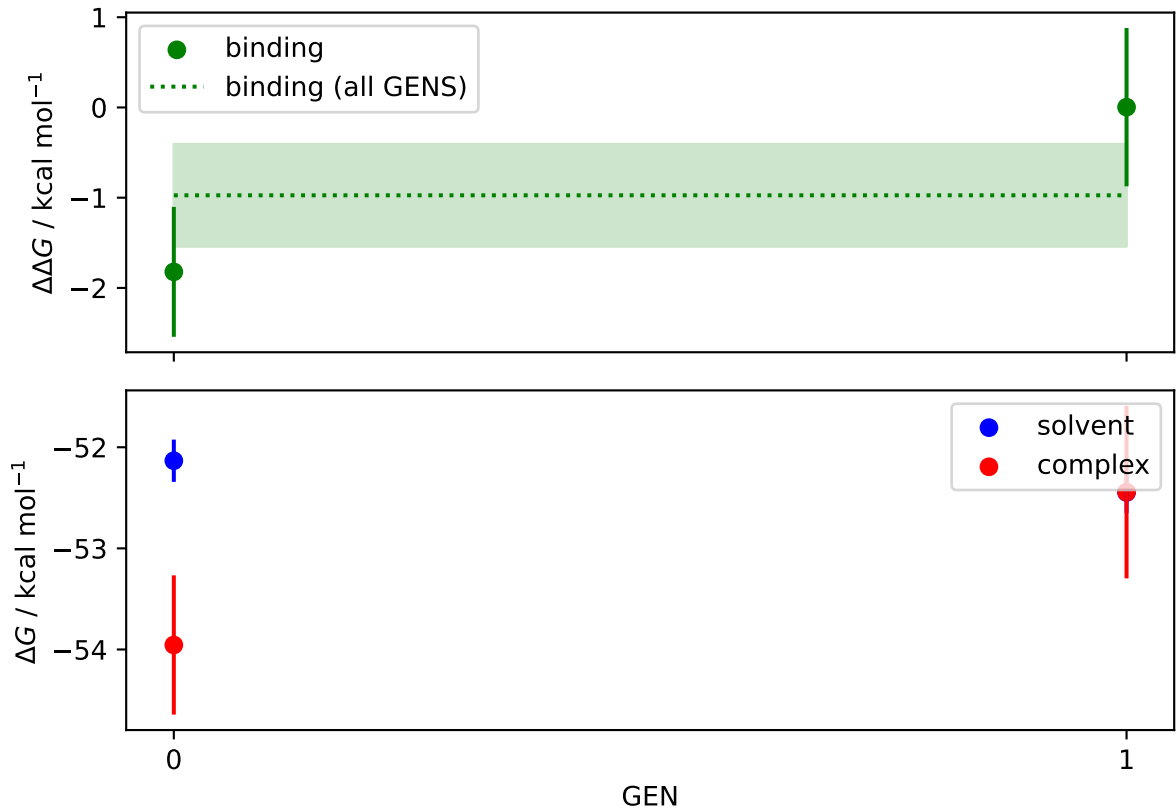 1
0
−1
−2
ΔΔG / kcal mol⁻¹
binding
binding (all GENS)
−52
−53
−54
ΔG / kcal mol⁻¹
solvent
complex
0
1
GEN